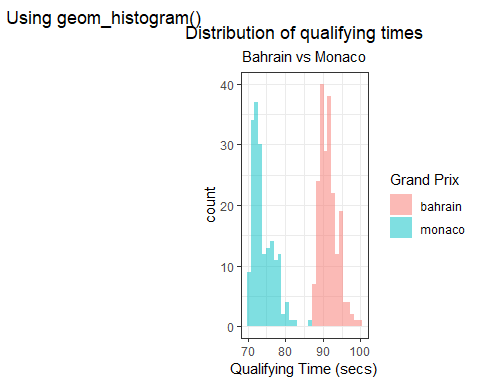 Using geom_histogram()
Distribution of qualifying times
Bahrain vs Monaco
40
30
20
10
0
count
70 80 90 100
Qualifying Time (secs)
Grand Prix
bahrain
monaco